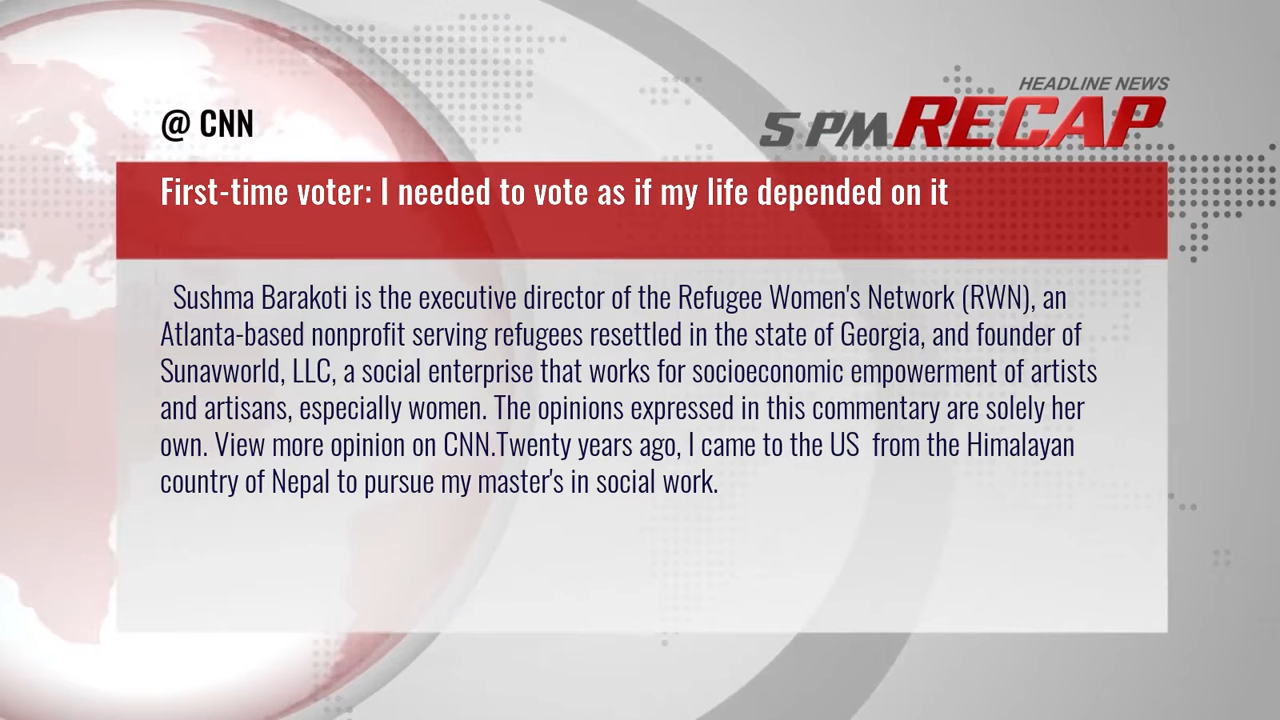 HEADLINE NEWS
@ CNN
5 PM RECAP
First-time voter: I needed to vote as if my life depended on it
Sushma Barakoti is the executive director of the Refugee Women's Network (RWN), an
Atlanta-based nonprofit serving refugees resettled in the state of Georgia, and founder of
Sunavworld, LLC, a social enterprise that works for socioeconomic empowerment of artists
and artisans, especially women. The opinions expressed in this commentary are solely her
own. View more opinion on CNN.Twenty years ago, I came to the US  from the Himalayan
country of Nepal to pursue my master's in social work.